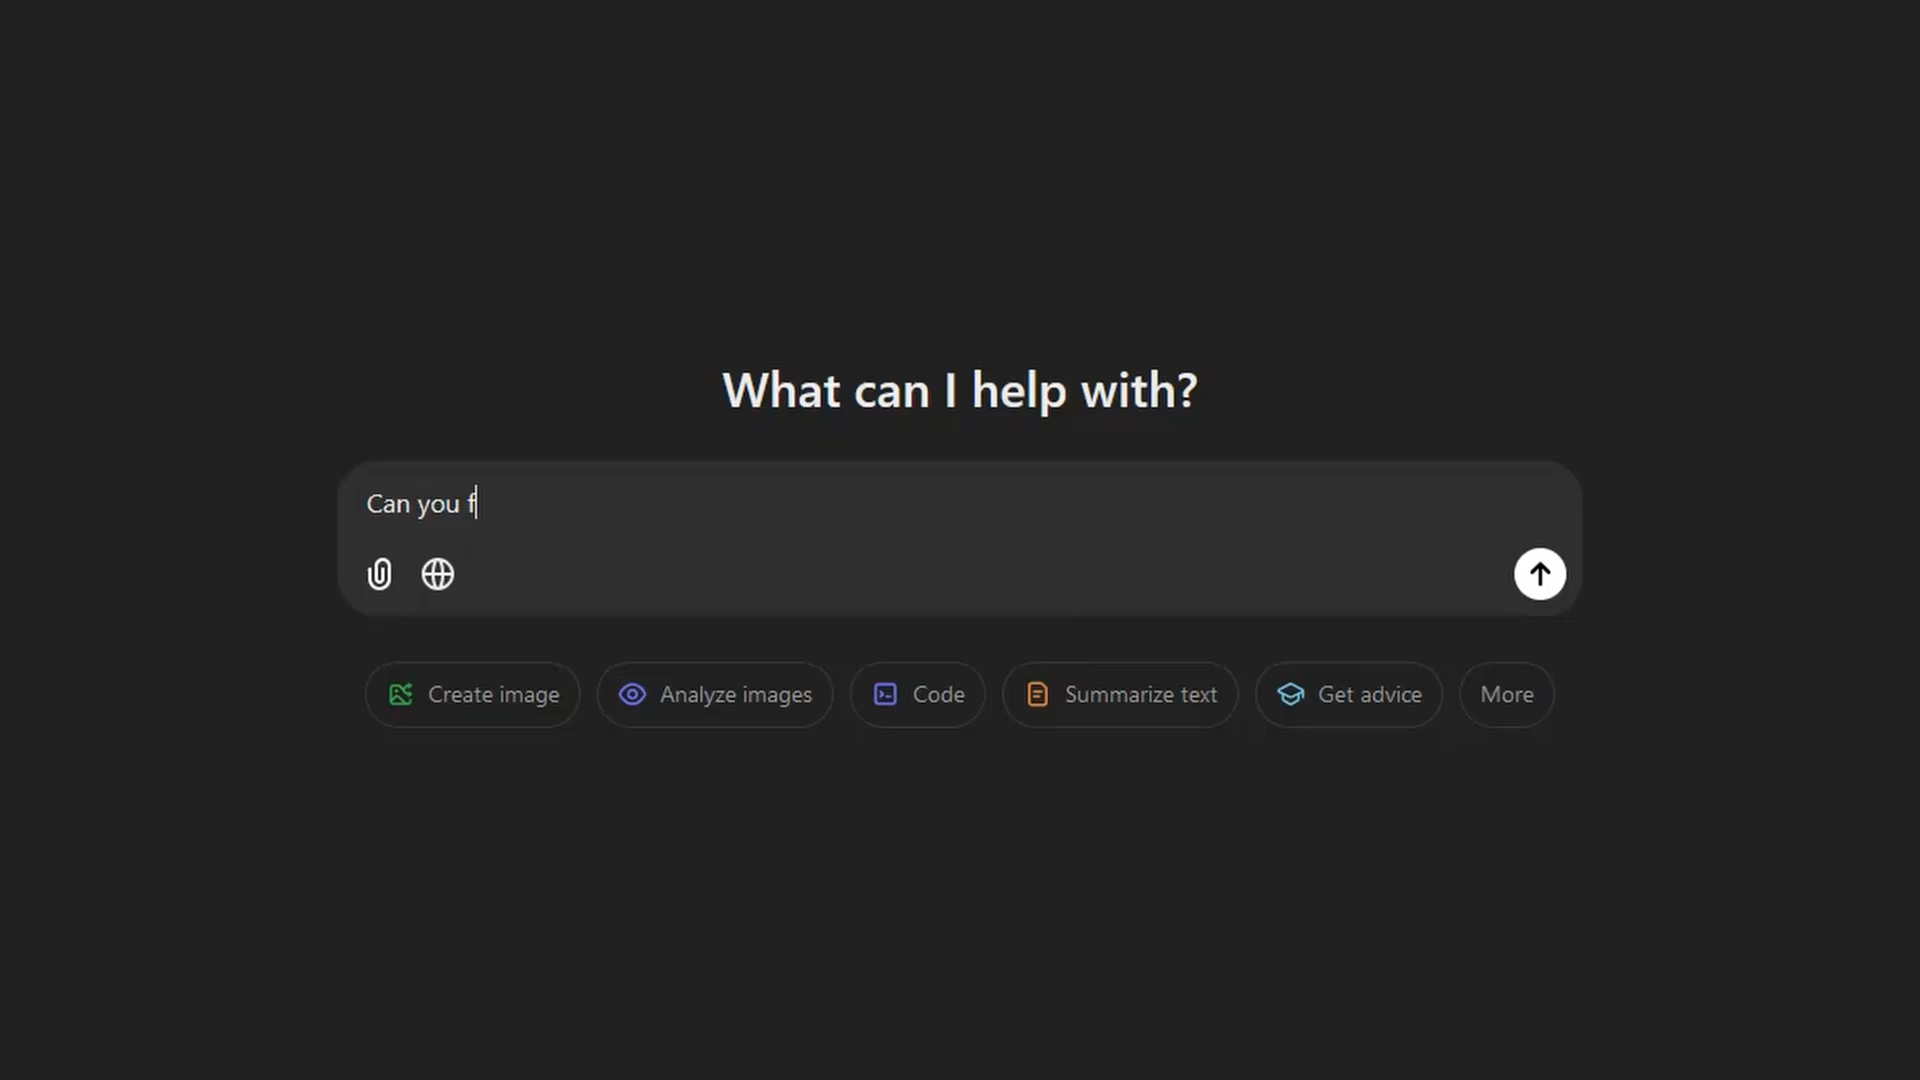 What can I help with?
Can you f
Create image
Analyze images
Code
Summarize text
Get advice
More